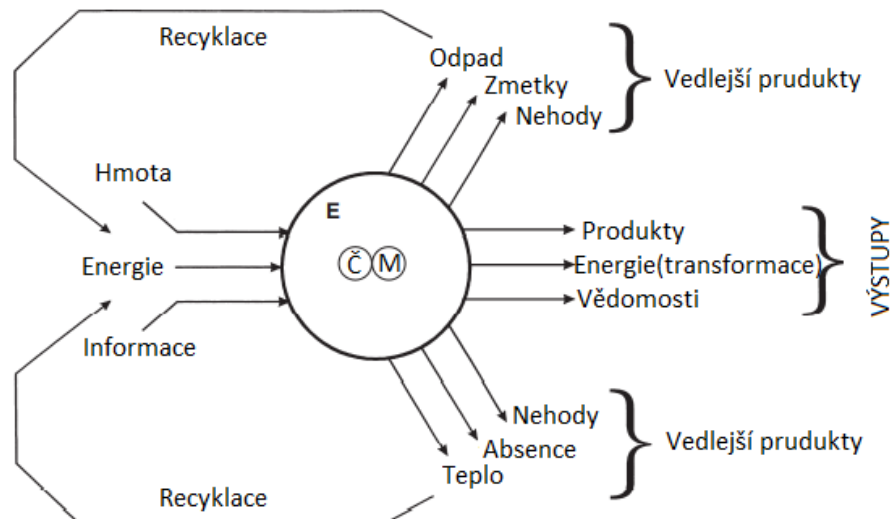 Recyklace
Odpad
Zmetky
Nehody
Vedlejší prudukty
Hmota
E
Č M
Produkty
Energie
Energie(transformace)
Vědomosti
VÝSTUPY
Informace
Nehody
Absence
Teplo
Vedlejší prudukty
Recyklace